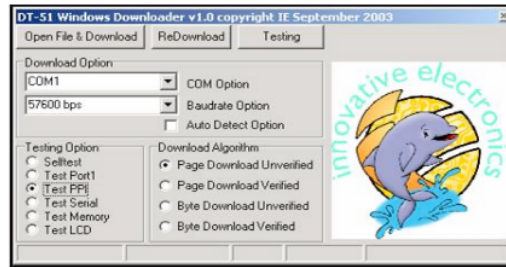 DT-51 Windows Downloader v1.0 copyright IE September 2003
Open File & Download ReDownload Testing
Download Option
COM1 COM Option
57600 bps Baudrate Option
Auto Detect Option
Testing Option
Selftest
Test Port1
Test PPI
Test Serial
Test Memory
Test LCD
Download Algorithm
Page Download Unverified
Page Download Verified
Byte Download Unverified
Byte Download Verified
innovative electronics